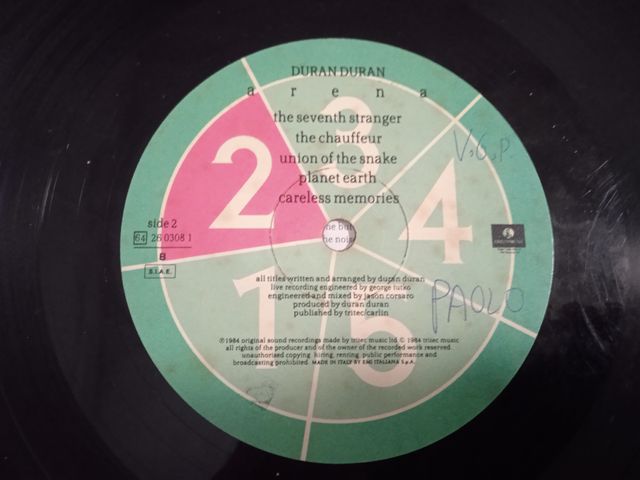 DURAN DURAN
arena
the seventh stranger
the chauffeur
union of the snake
planet earth
careless memories
3
2
4
1
5
V.G.P.
side 2
64 26 0308 1
8
S.I.A.E.
PAOLO
all titles written and arranged by duran duran
live recording engineered by george tutko
engineered and mixed by jason corsaro
produced by duran duran
published by tritec/carlin
℗1984 original sound recordings made by tritec music ltd. © 1984 tritec music
all rights of the producer and of the owner of the recorded work reserved.
unauthorised copying, hiring, renting, public performance and
broadcasting prohibited. MADE IN ITALY BY EMI ITALIANA S.p.A.